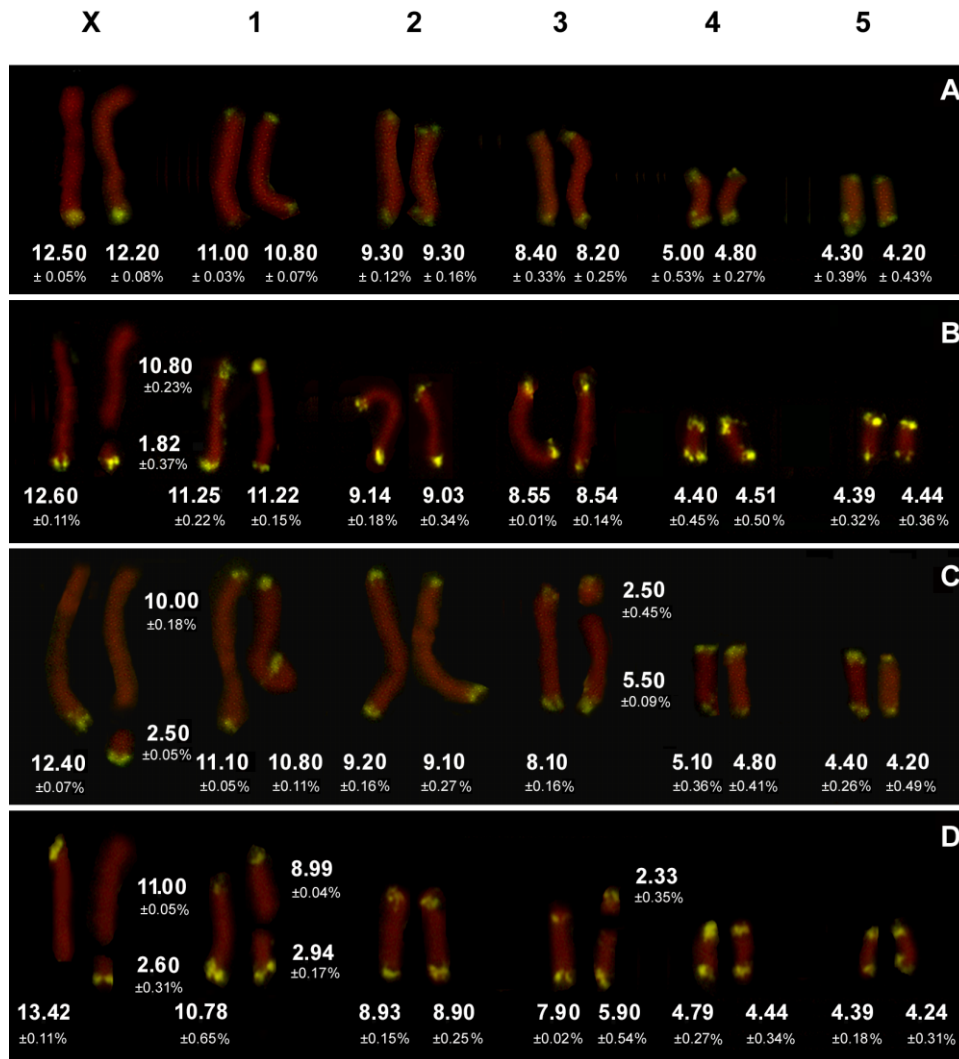 X 1 2 3 4 5
A
12.50 12.20 11.00 10.80 9.30 9.30 8.40 8.20 5.00 4.80 4.30 4.20
± 0.05% ± 0.08% ± 0.03% ± 0.07% ± 0.12% ± 0.16% ± 0.33% ± 0.25% ± 0.53% ± 0.27% ± 0.39% ± 0.43%
B
10.80
±0.23%
1.82
±0.37%
12.60 11.25 11.22 9.14 9.03 8.55 8.54 4.40 4.51 4.39 4.44
±0.11% ±0.22% ±0.15% ±0.18% ±0.34% ±0.01% ±0.14% ±0.45% ±0.50% ±0.32% ±0.36%
C
10.00 2.50
±0.18% ±0.45%
5.50
±0.09%
2.50
±0.05%
12.40 11.10 10.80 9.20 9.10 8.10 5.10 4.80 4.40 4.20
±0.07% ±0.05% ±0.11% ±0.16% ±0.27% ±0.16% ±0.36% ±0.41% ±0.26% ±0.49%
D
8.99 2.33
±0.04% ±0.35%
11.00
±0.05%
2.94
±0.17%
2.60
±0.31%
13.42 10.78 8.93 8.90 7.90 5.90 4.79 4.44 4.39 4.24
±0.11% ±0.65% ±0.15% ±0.25% ±0.02% ±0.54% ±0.27% ±0.34% ±0.18% ±0.31%